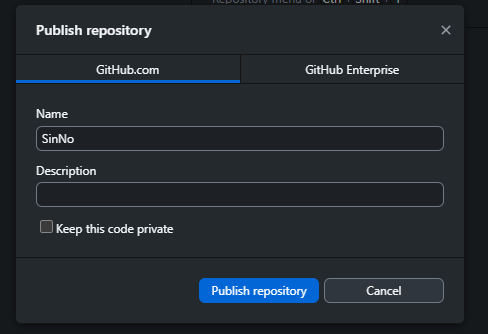 Repository menu or Ctrl + Shift +
Publish repository
GitHub.com
GitHub Enterprise
Name
SinNo
Description
Keep this code private
Publish repository
Cancel